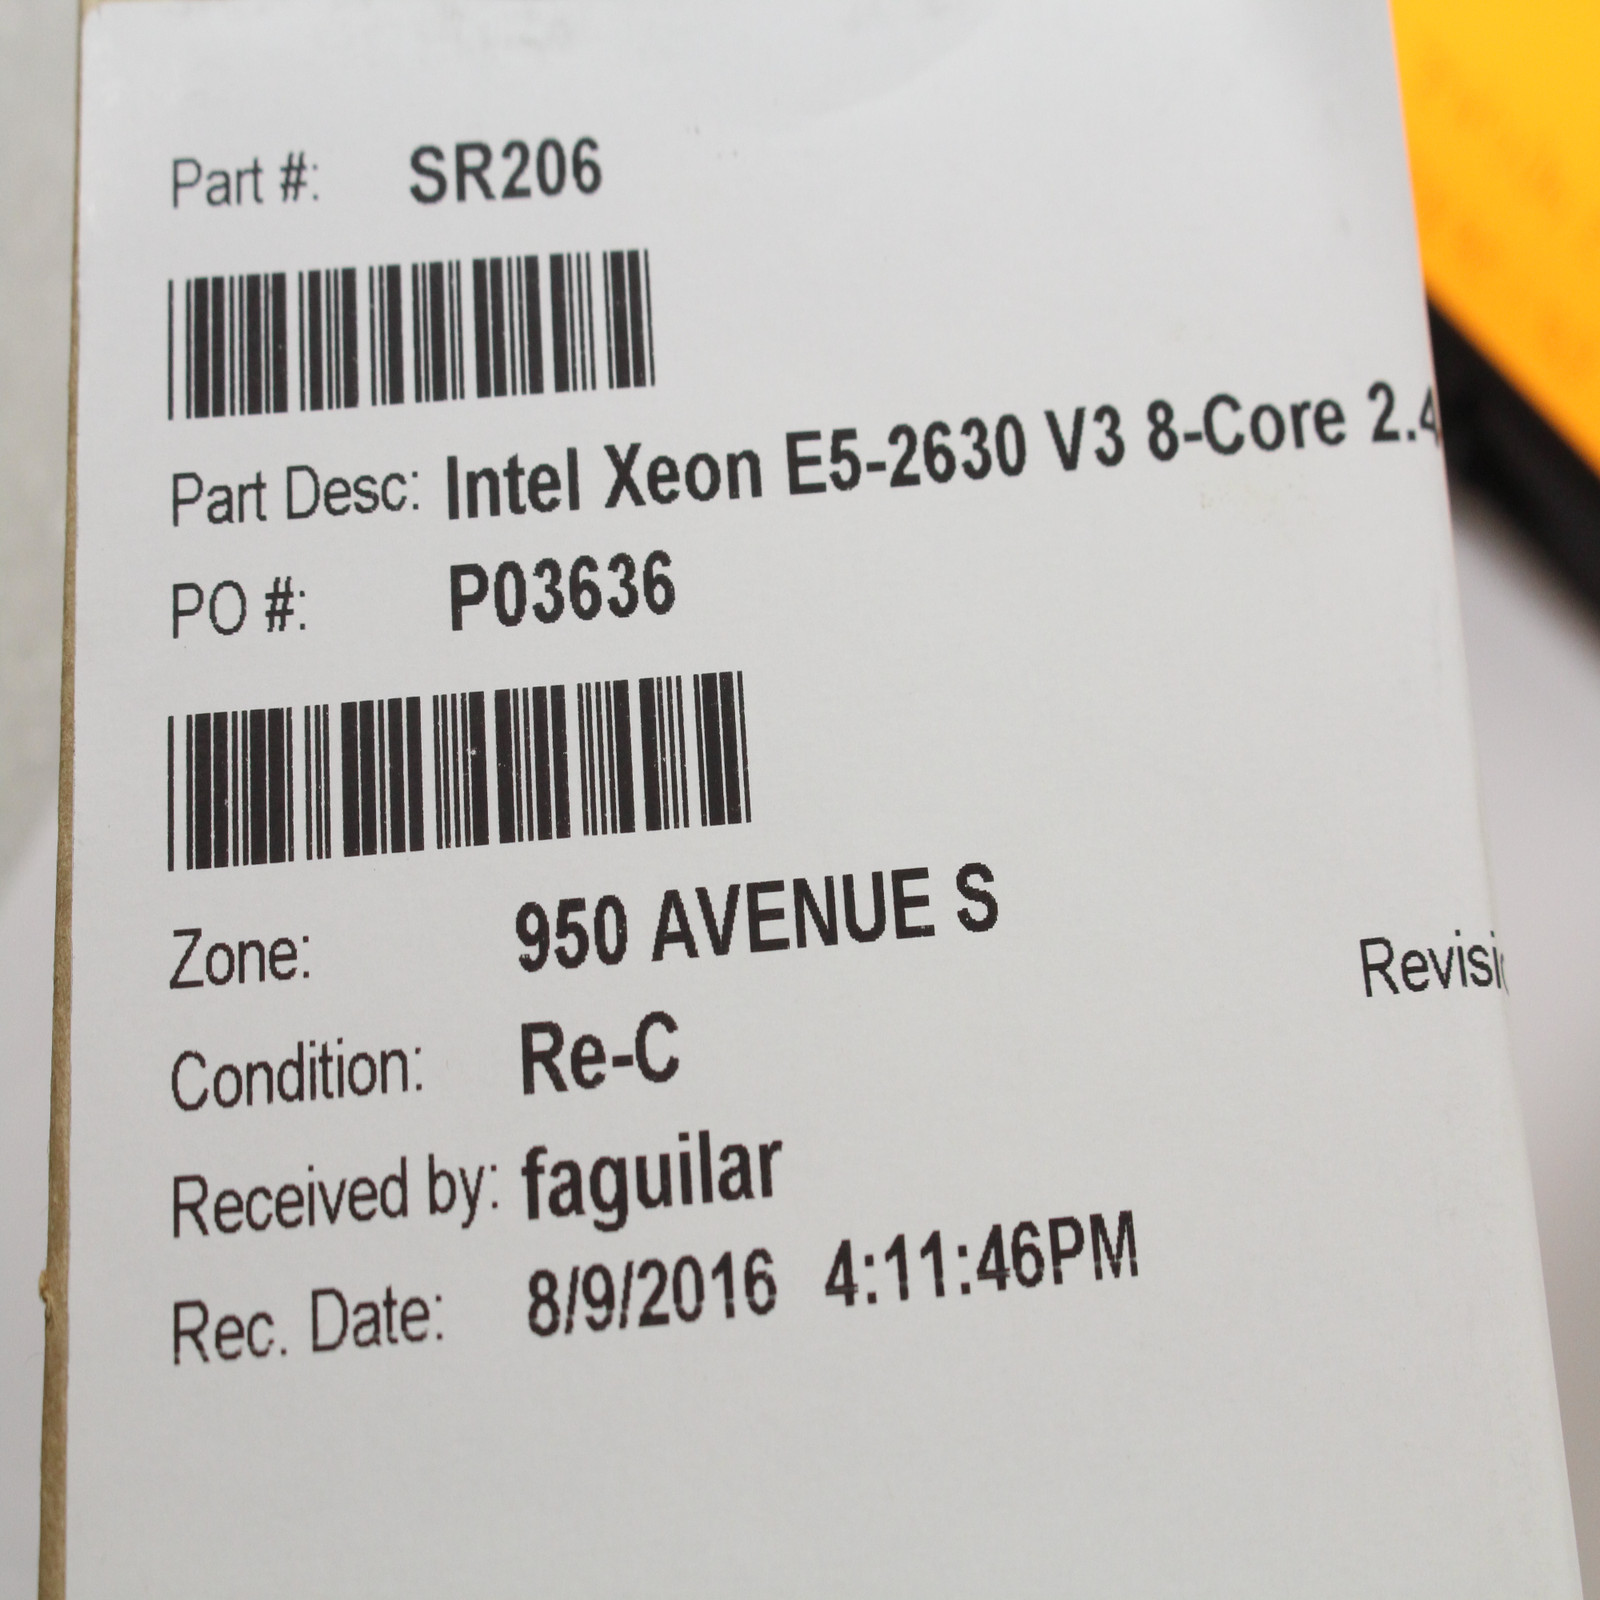 Part #: SR206
Part Desc: Intel Xeon E5-2630 V3 8-Core 2.4
PO #: P03636
Zone: 950 AVENUE S
Revisi
Condition: Re-C
Received by: faguilar
Rec. Date: 8/9/2016 4:11:46PM